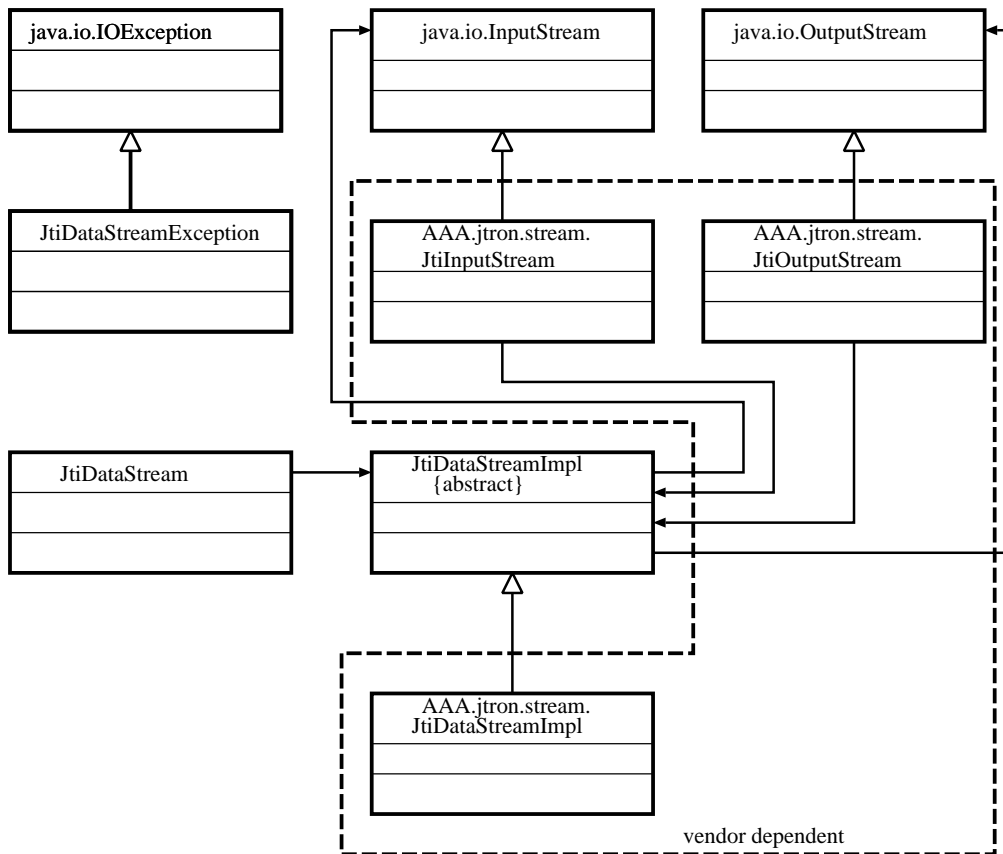 java.io.IOException
java.io.InputStream
java.io.OutputStream
JtiDataStreamException
AAA.jtron.stream.
JtiInputStream
AAA.jtron.stream.
JtiOutputStream
JtiDataStream
JtiDataStreamImpl
{abstract}
AAA.jtron.stream.
JtiDataStreamImpl
vendor dependent